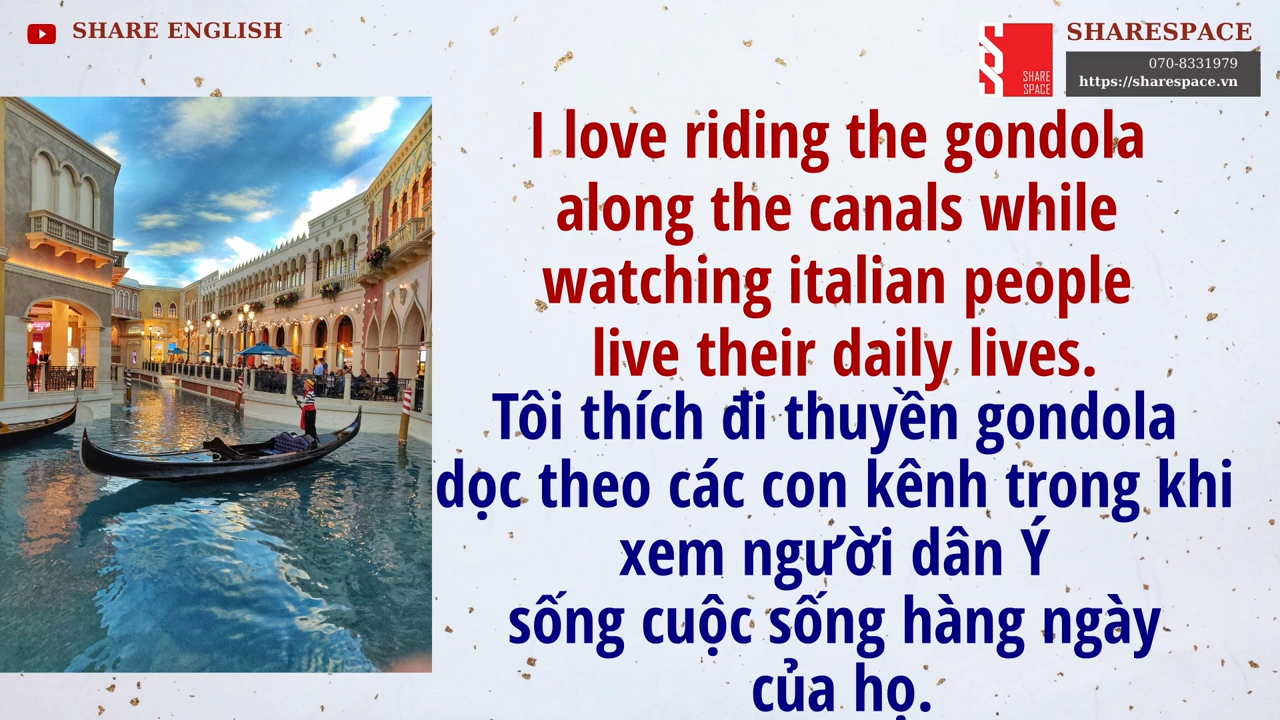 SHARE ENGLISH
SHARESPACE
070-8331979
https://sharespace.vn
SHARE
SPACE
I love riding the gondola
along the canals while
watching italian people
live their daily lives.
Tôi thích đi thuyền gondola
dọc theo các con kênh trong khi
xem người dân Ý
sống cuộc sống hàng ngày
của họ.